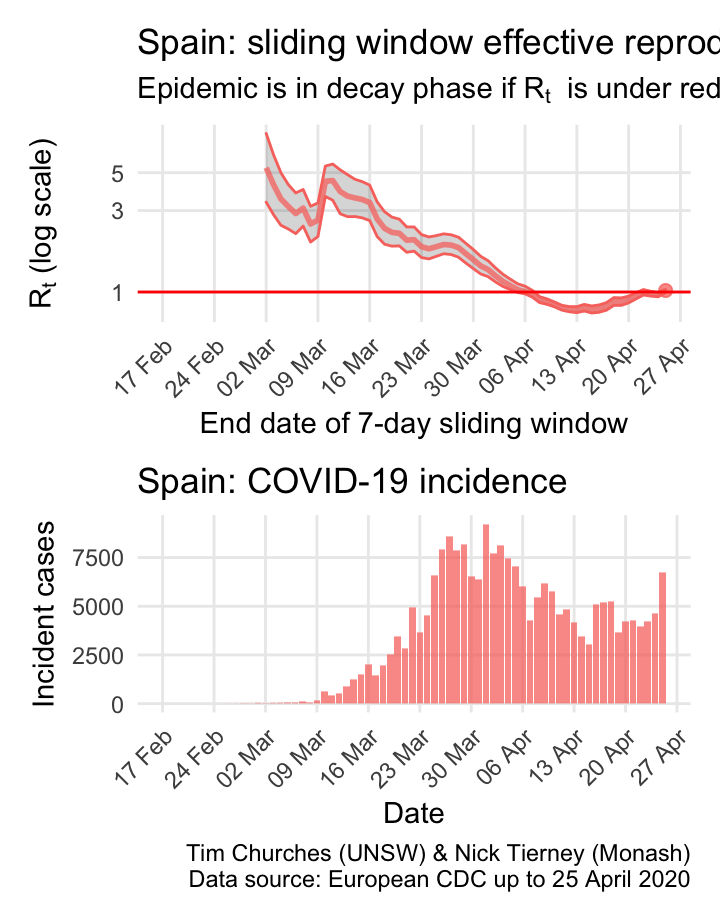 Spain: sliding window effective reprod
Epidemic is in decay phase if Rt is under red
Rt (log scale)
5
3
1
17 Feb
24 Feb
02 Mar
09 Mar
16 Mar
23 Mar
30 Mar
06 Apr
13 Apr
20 Apr
27 Apr
End date of 7-day sliding window
Spain: COVID-19 incidence
Incident cases
7500
5000
2500
0
17 Feb
24 Feb
02 Mar
09 Mar
16 Mar
23 Mar
30 Mar
06 Apr
13 Apr
20 Apr
27 Apr
Date
Tim Churches (UNSW) & Nick Tierney (Monash)
Data source: European CDC up to 25 April 2020